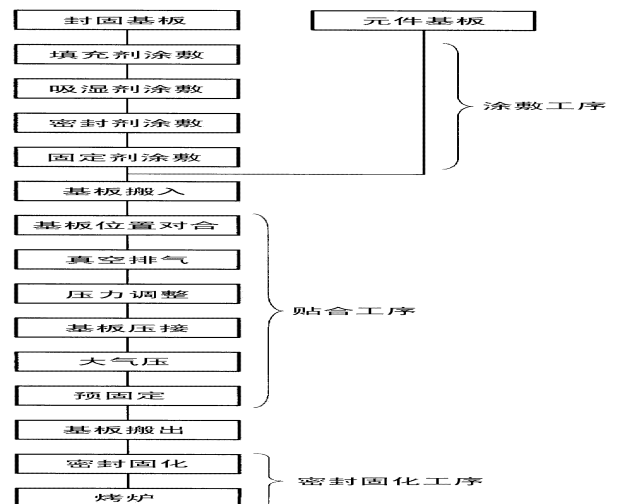 封固基板
元件基板
填充剂涂敷
吸湿剂涂敷
密封剂涂敷
固定剂涂敷
涂敷工序
基板搬入
基板位置对合
真空排气
压力调整
基板压接
大气压
预固定
贴合工序
基板搬出
密封固化
烤炉
密封固化工序